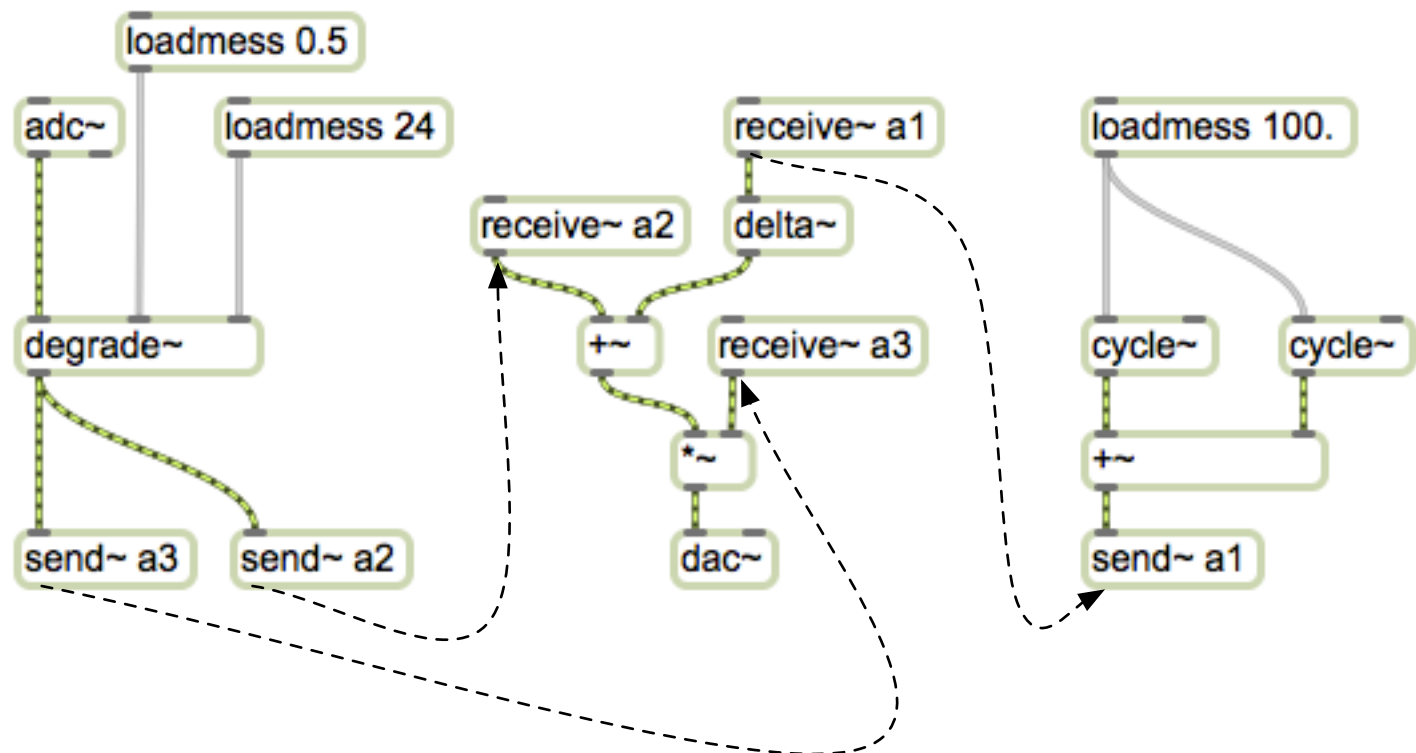 loadmess 0.5
adc~
loadmess 24
receive~ a1
loadmess 100.
receive~ a2
delta~
degrade~
+~
receive~ a3
cycle~
cycle~
*~
+~
send~ a3
send~ a2
dac~
send~ a1